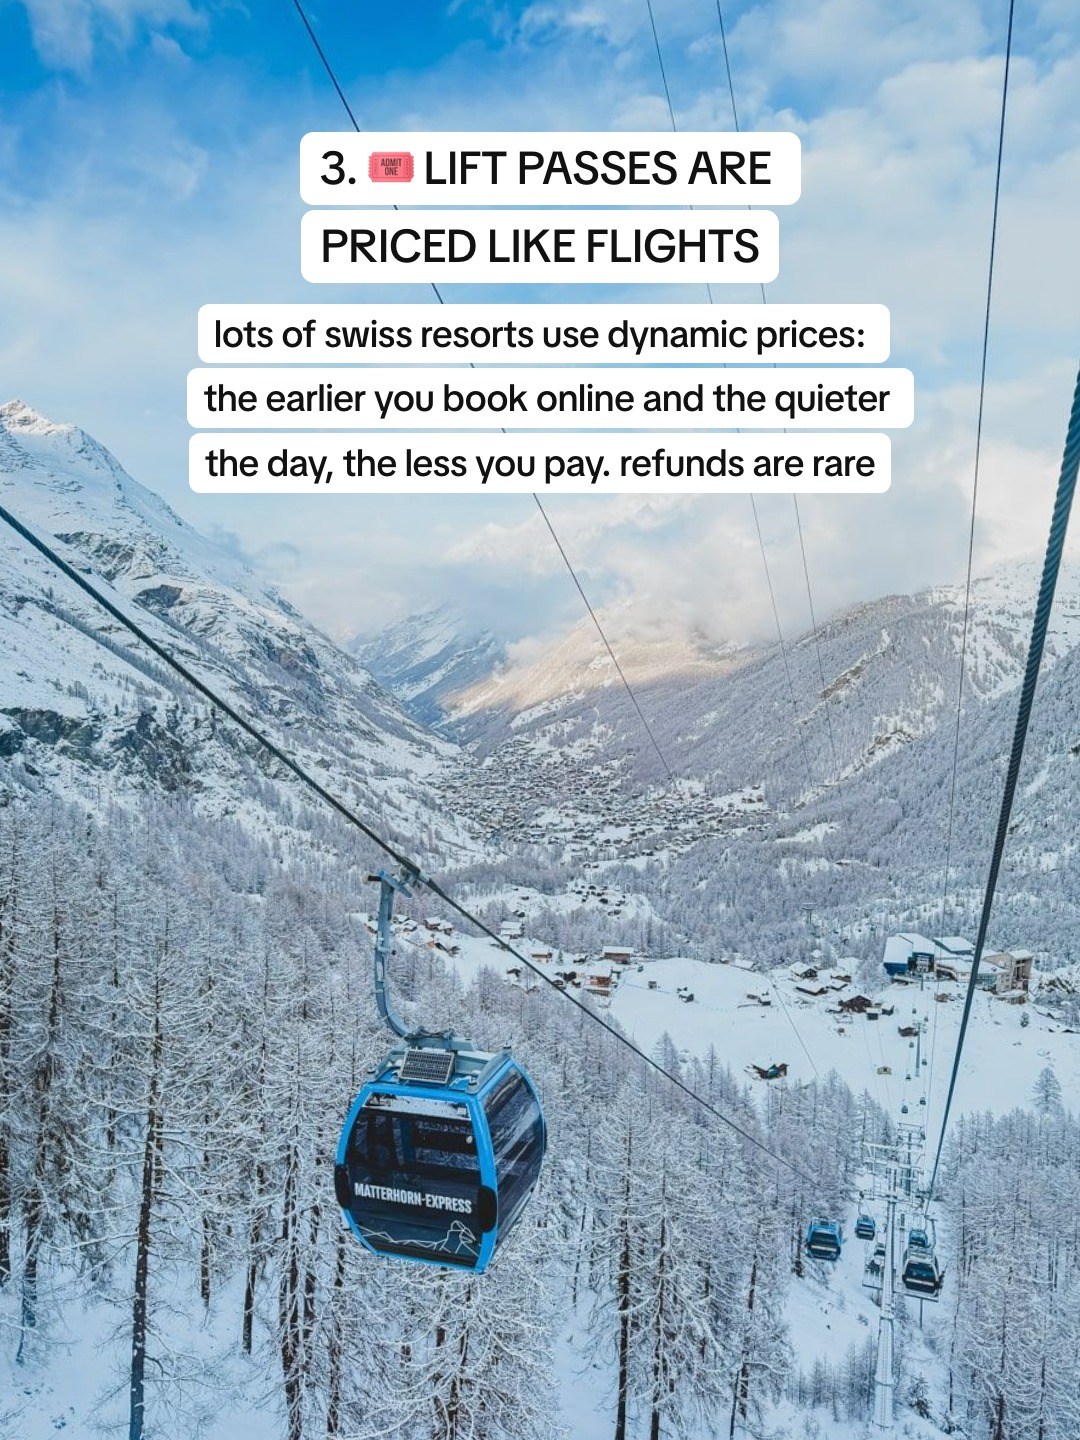 3. 🎟️ LIFT PASSES ARE
PRICED LIKE FLIGHTS
lots of swiss resorts use dynamic prices:
the earlier you book online and the quieter
the day, the less you pay. refunds are rare
MATTERHORN-EXPRESS